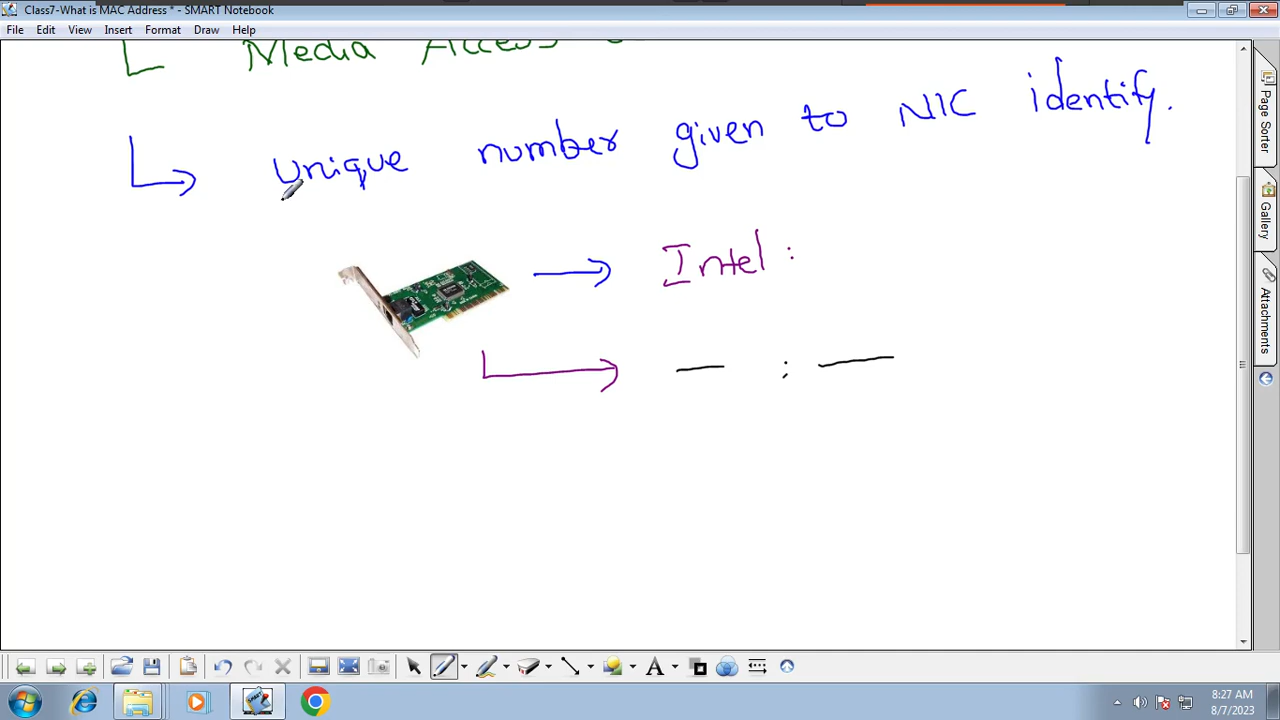 Class7-What is MAC Address * - SMART Notebook
File Edit View Insert Format Draw Help
Media Access
Unique number given to NIC identify.
Intel :
:
Page Sorter
Gallery
Attachments
A
8:27 AM
8/7/2023